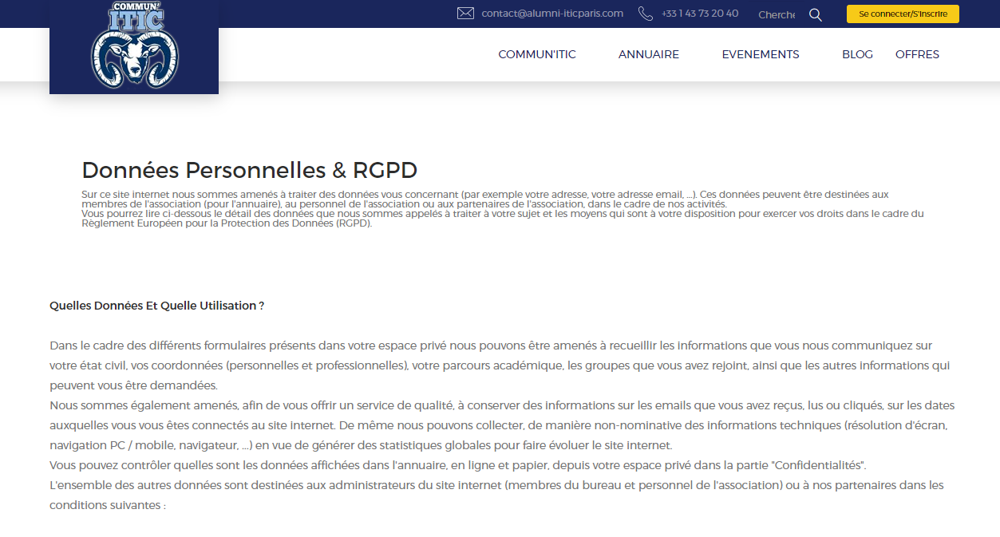 COMMUN'
ITIC
contact@alumni-iticparis.com
+33 1 43 73 20 40
Cherche
Se connecter/S'inscrire
COMMUN'ITIC
ANNUAIRE
EVENEMENTS
BLOG
OFFRES
Données Personnelles & RGPD
Sur ce site internet nous sommes amenés à traiter des données vous concernant (par exemple votre adresse, votre adresse email, ...). Ces données peuvent être destinées aux
membres de l'association (pour l'annuaire), au personnel de l'association ou aux partenaires de l'association, dans le cadre de nos activités.
Vous pourrez lire ci-dessous le détail des données que nous sommes appelés à traiter à votre sujet et les moyens qui sont à votre disposition pour exercer vos droits dans le cadre du
Règlement Européen pour la Protection des Données (RGPD).
Quelles Données Et Quelle Utilisation ?
Dans le cadre des différents formulaires présents dans votre espace privé nous pouvons être amenés à recueillir les informations que vous nous communiquez sur
votre état civil, vos coordonnées (personnelles et professionnelles), votre parcours académique, les groupes que vous avez rejoint, ainsi que les autres informations qui
peuvent vous être demandées.
Nous sommes également amenés, afin de vous offrir un service de qualité, à conserver des informations sur les emails que vous avez reçus, lus ou cliqués, sur les dates
auxquelles vous vous êtes connectés au site internet. De même nous pouvons collecter, de manière non-nominative des informations techniques (résolution d'écran,
navigation PC / mobile, navigateur, ...) en vue de générer des statistiques globales pour faire évoluer le site internet.
Vous pouvez contrôler quelles sont les données affichées dans l'annuaire, en ligne et papier, depuis votre espace privé dans la partie "Confidentialités".
L'ensemble des autres données sont destinées aux administrateurs du site internet (membres du bureau et personnel de l'association) ou à nos partenaires dans les
conditions suivantes :